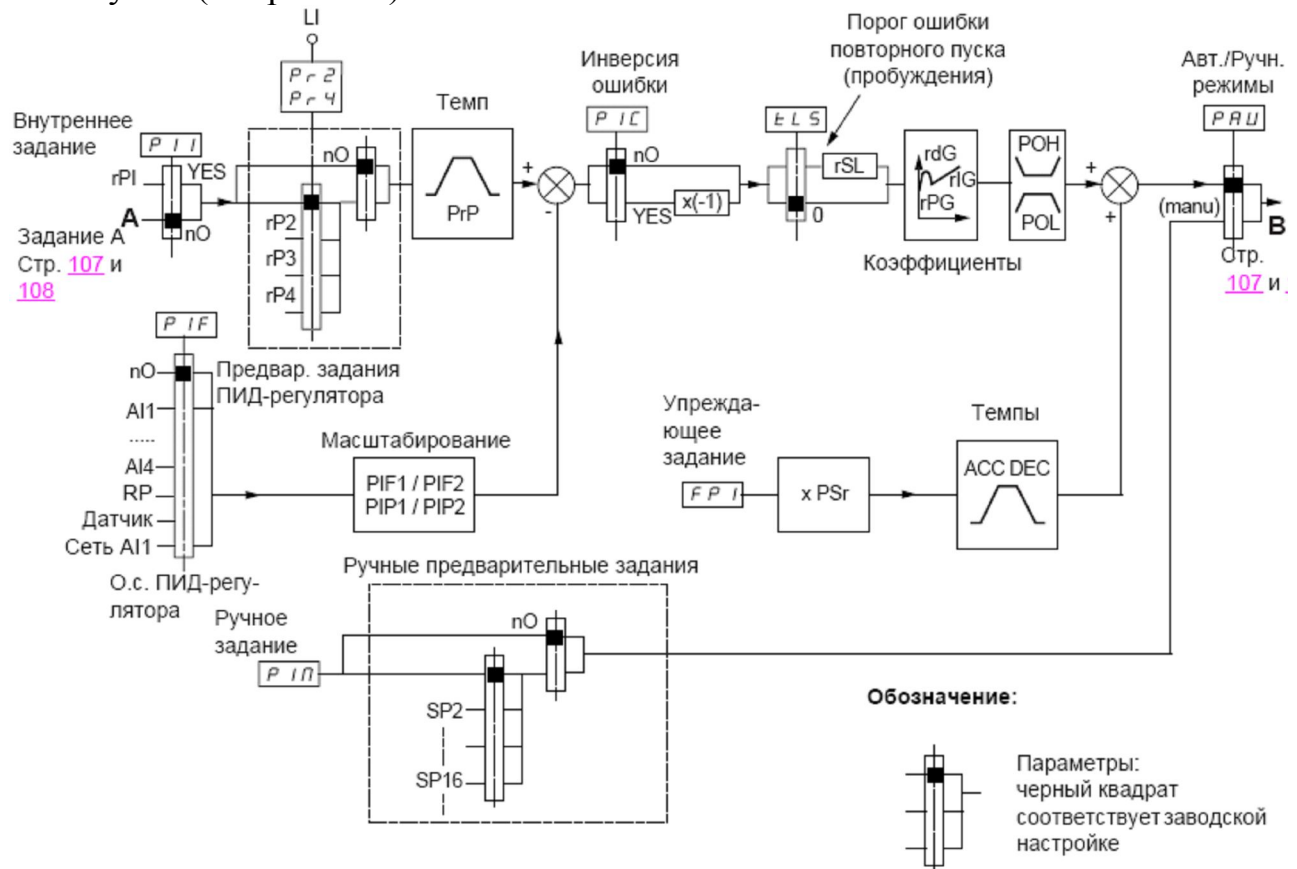 LI
Pr2
Pr4
Внутреннее
задание
PII
rPI
YES
A
nO
Задание А
Стр. 107 и
108
nO
rP2
rP3
rP4
Предвар. задания
ПИД-регулятора
Темп
PrP
+
-
Инверсия
ошибки
PIC
nO
YES
x(-1)
Порог ошибки
повторного пуска
(пробуждения)
tLS
rSL
0
rdG
rIG
rPG
Коэффициенты
POH
POL
+
+
Авт./Ручн.
режимы
PAU
(manu)
B
Стр.
107 и
PIF
nO
AI1
.....
AI4
RP
Датчик
Сеть AI1
О.с. ПИД-регу-
лятора
Масштабирование
PIF1 / PIF2
PIP1 / PIP2
Упрежда-
ющее
задание
FPI
x PSr
Темпы
ACC DEC
Ручные предварительные задания
Ручное
задание
PIM
nO
SP2
SP16
Обозначение:
Параметры:
черный квадрат
соответствует заводской
настройке